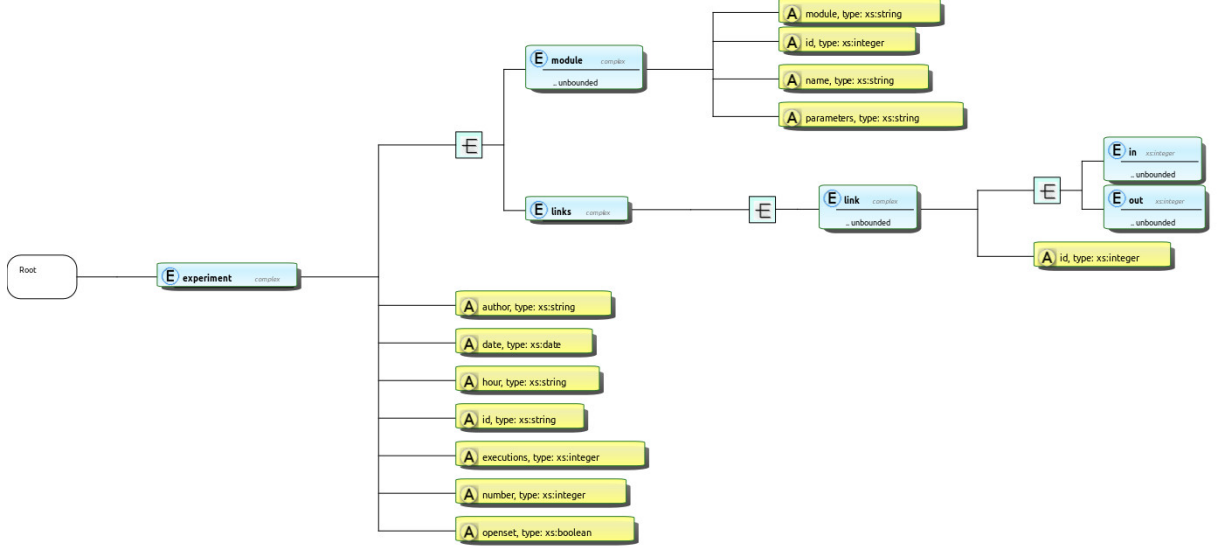 A module, type: xs:string
A id, type: xs:integer
E module complex
.. unbounded
A name, type: xs:string
A parameters, type: xs:string
E in xs:integer
.. unbounded
E links complex
E link complex
.. unbounded
E out xs:integer
.. unbounded
A id, type: xs:integer
Root
E experiment complex
A author, type: xs:string
A date, type: xs:date
A hour, type: xs:string
A id, type: xs:string
A executions, type: xs:integer
A number, type: xs:integer
A openset, type: xs:boolean